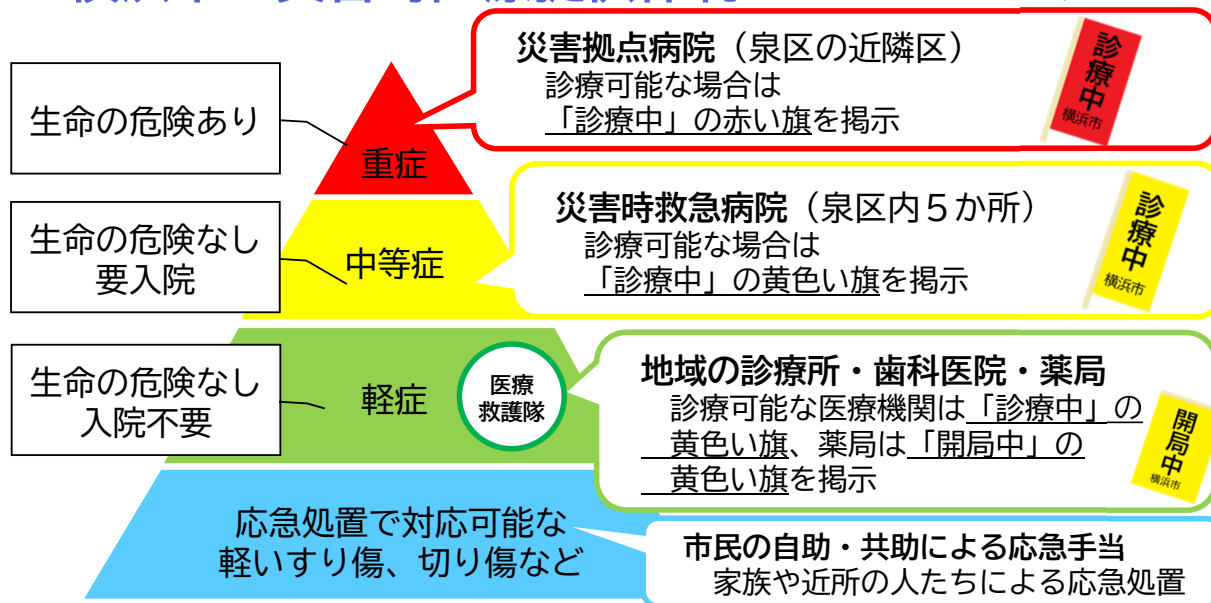 生命の危険あり
重症
災害拠点病院（泉区の近隣区）
診療可能な場合は
「診療中」の赤い旗を掲示
診療中
横浜市
生命の危険なし
要入院
中等症
災害時救急病院（泉区内５か所）
診療可能な場合は
「診療中」の黄色い旗を掲示
診療中
横浜市
生命の危険なし
入院不要
軽症
医療
救護隊
地域の診療所・歯科医院・薬局
診療可能な医療機関は「診療中」の
黄色い旗、薬局は「開局中」の
黄色い旗を掲示
開局中
横浜市
応急処置で対応可能な
軽いすり傷、切り傷など
市民の自助・共助による応急手当
家族や近所の人たちによる応急処置